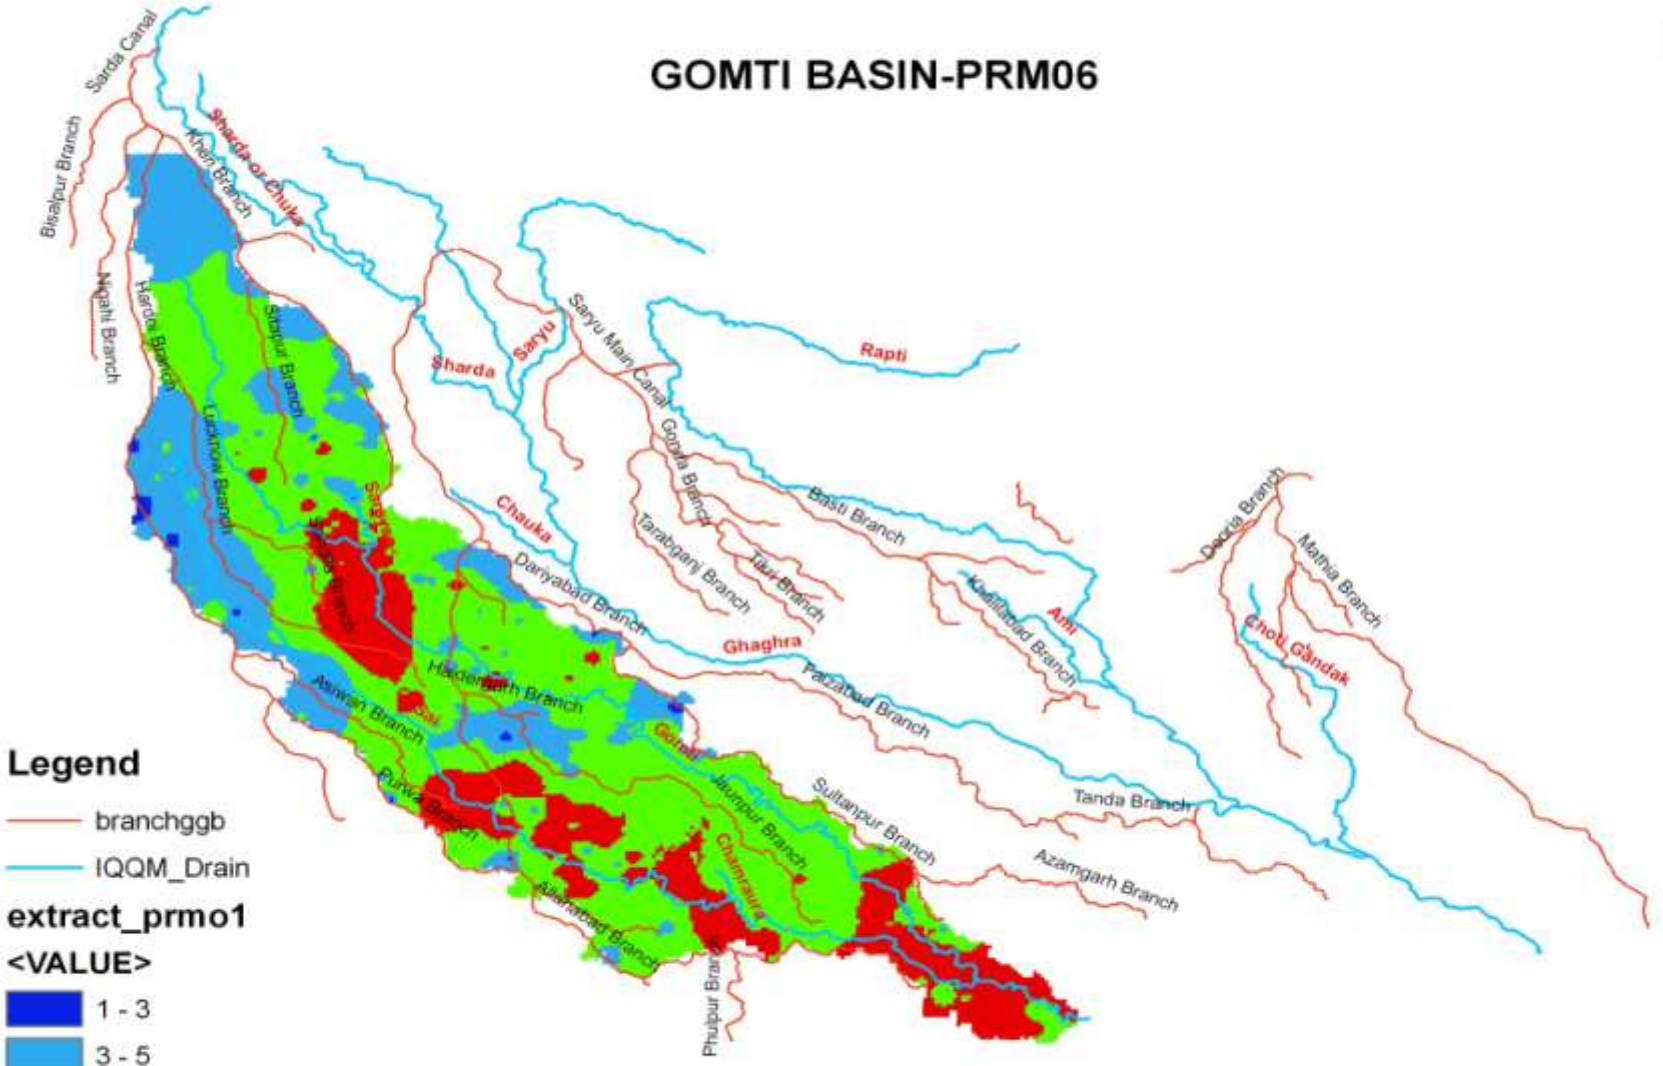 GOMTI BASIN-PRM06
Sarda Canal
Bisalpur Branch
Sharda or Chuka
Kheri Branch
Nigahi Branch
Hardoi Branch
Sitapur Branch
Lucknow Branch
Sharda
Saryu
Saryu Main Canal
Rapti
Gonda Branch
Chauka
Dariyabad Branch
Tarabganj Branch
Tikri Branch
Basti Branch
Khalilabad Branch
Ami
Deoria Branch
Mathia Branch
Choti Gandak
Ghaghra
Faizabad Branch
Haidergarh Branch
Asiwan Branch
Sai
Purwa Branch
Gomti
Jaunpur Branch
Sultanpur Branch
Tanda Branch
Azamgarh Branch
Chamraura
Allahabad Branch
Phulpur Branch
Legend
branchggb
IQQM_Drain
extract_prmo1
<VALUE>
1 - 3
3 - 5